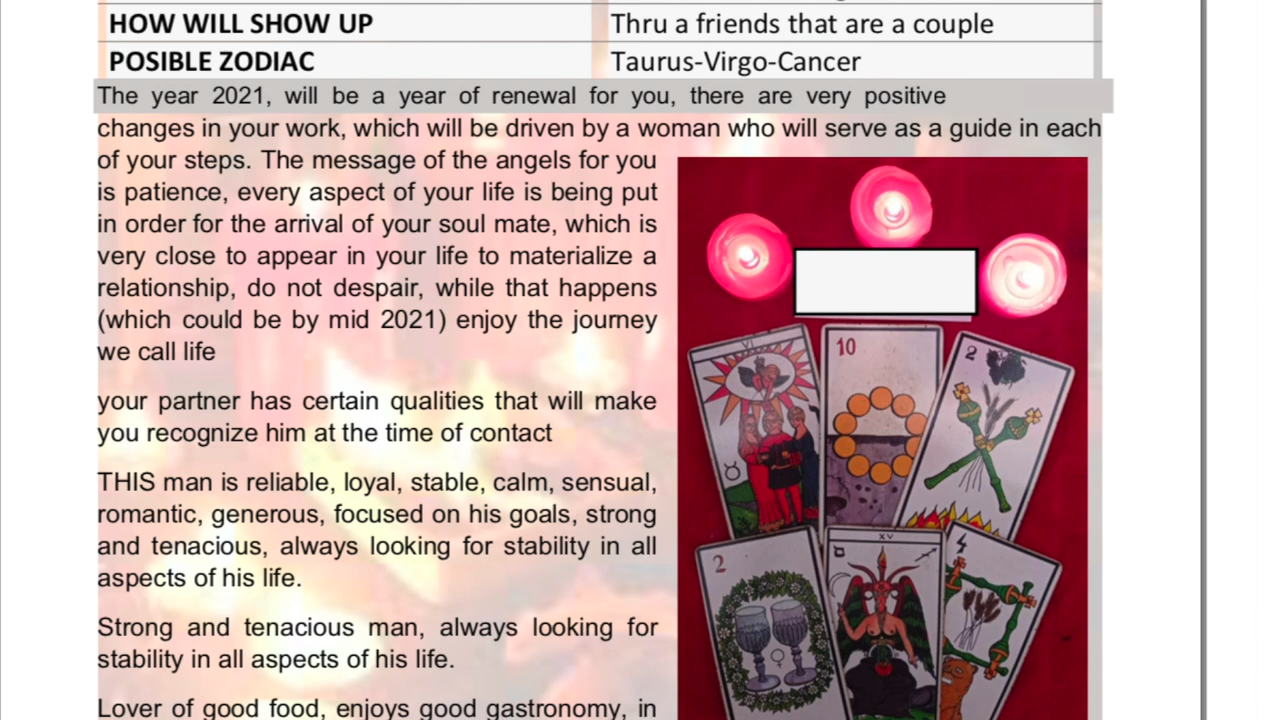 HOW WILL SHOW UP
Thru a friends that are a couple
POSIBLE ZODIAC
Taurus-Virgo-Cancer
The year 2021, will be a year of renewal for you, there are very positive
changes in your work, which will be driven by a woman who will serve as a guide in each
of your steps. The message of the angels for you
is patience, every aspect of your life is being put
in order for the arrival of your soul mate, which is
very close to appear in your life to materialize a
relationship, do not despair, while that happens
(which could be by mid 2021) enjoy the journey
we call life
your partner has certain qualities that will make
you recognize him at the time of contact
THIS man is reliable, loyal, stable, calm, sensual,
romantic, generous, focused on his goals, strong
and tenacious, always looking for stability in all
aspects of his life.
Strong and tenacious man, always looking for
stability in all aspects of his life.
Lover of good food, enjoys good gastronomy, in
VI
10
2
2
XV